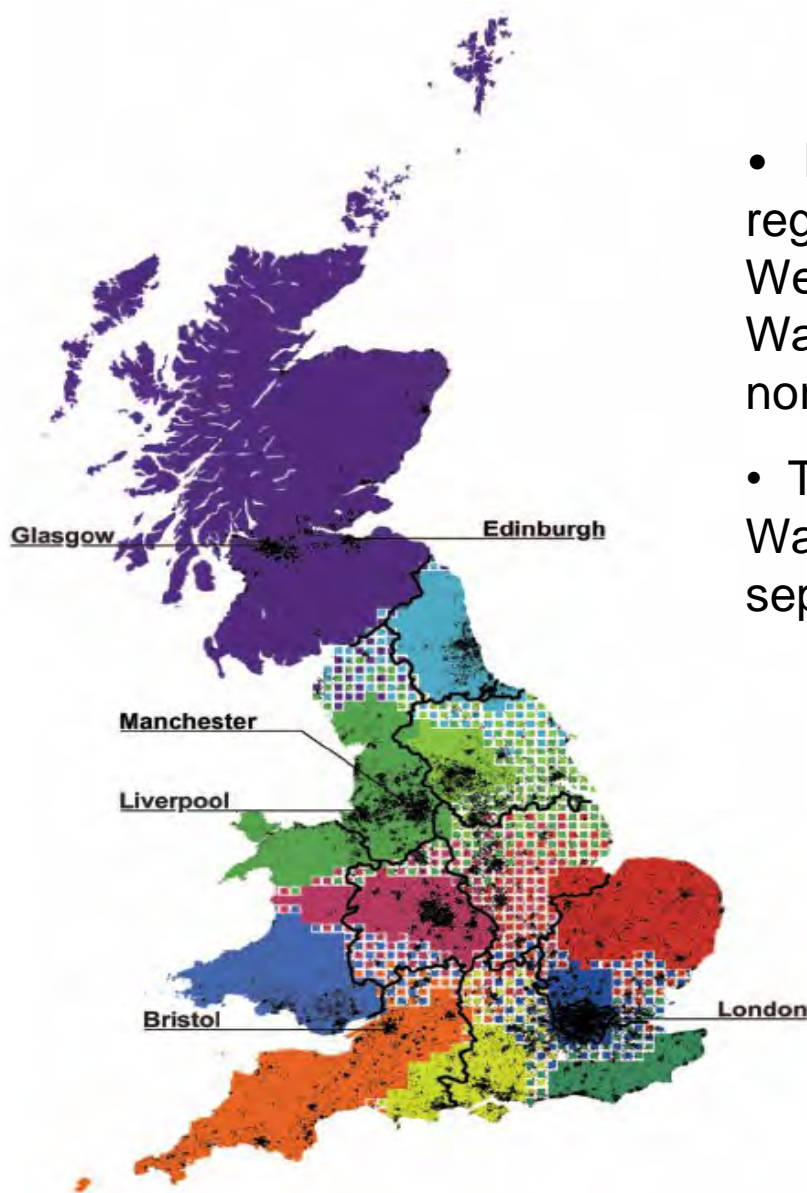 •
reg
We
Wa
nor
• T
Wa
sep
Glasgow
Edinburgh
Manchester
Liverpool
Bristol
London